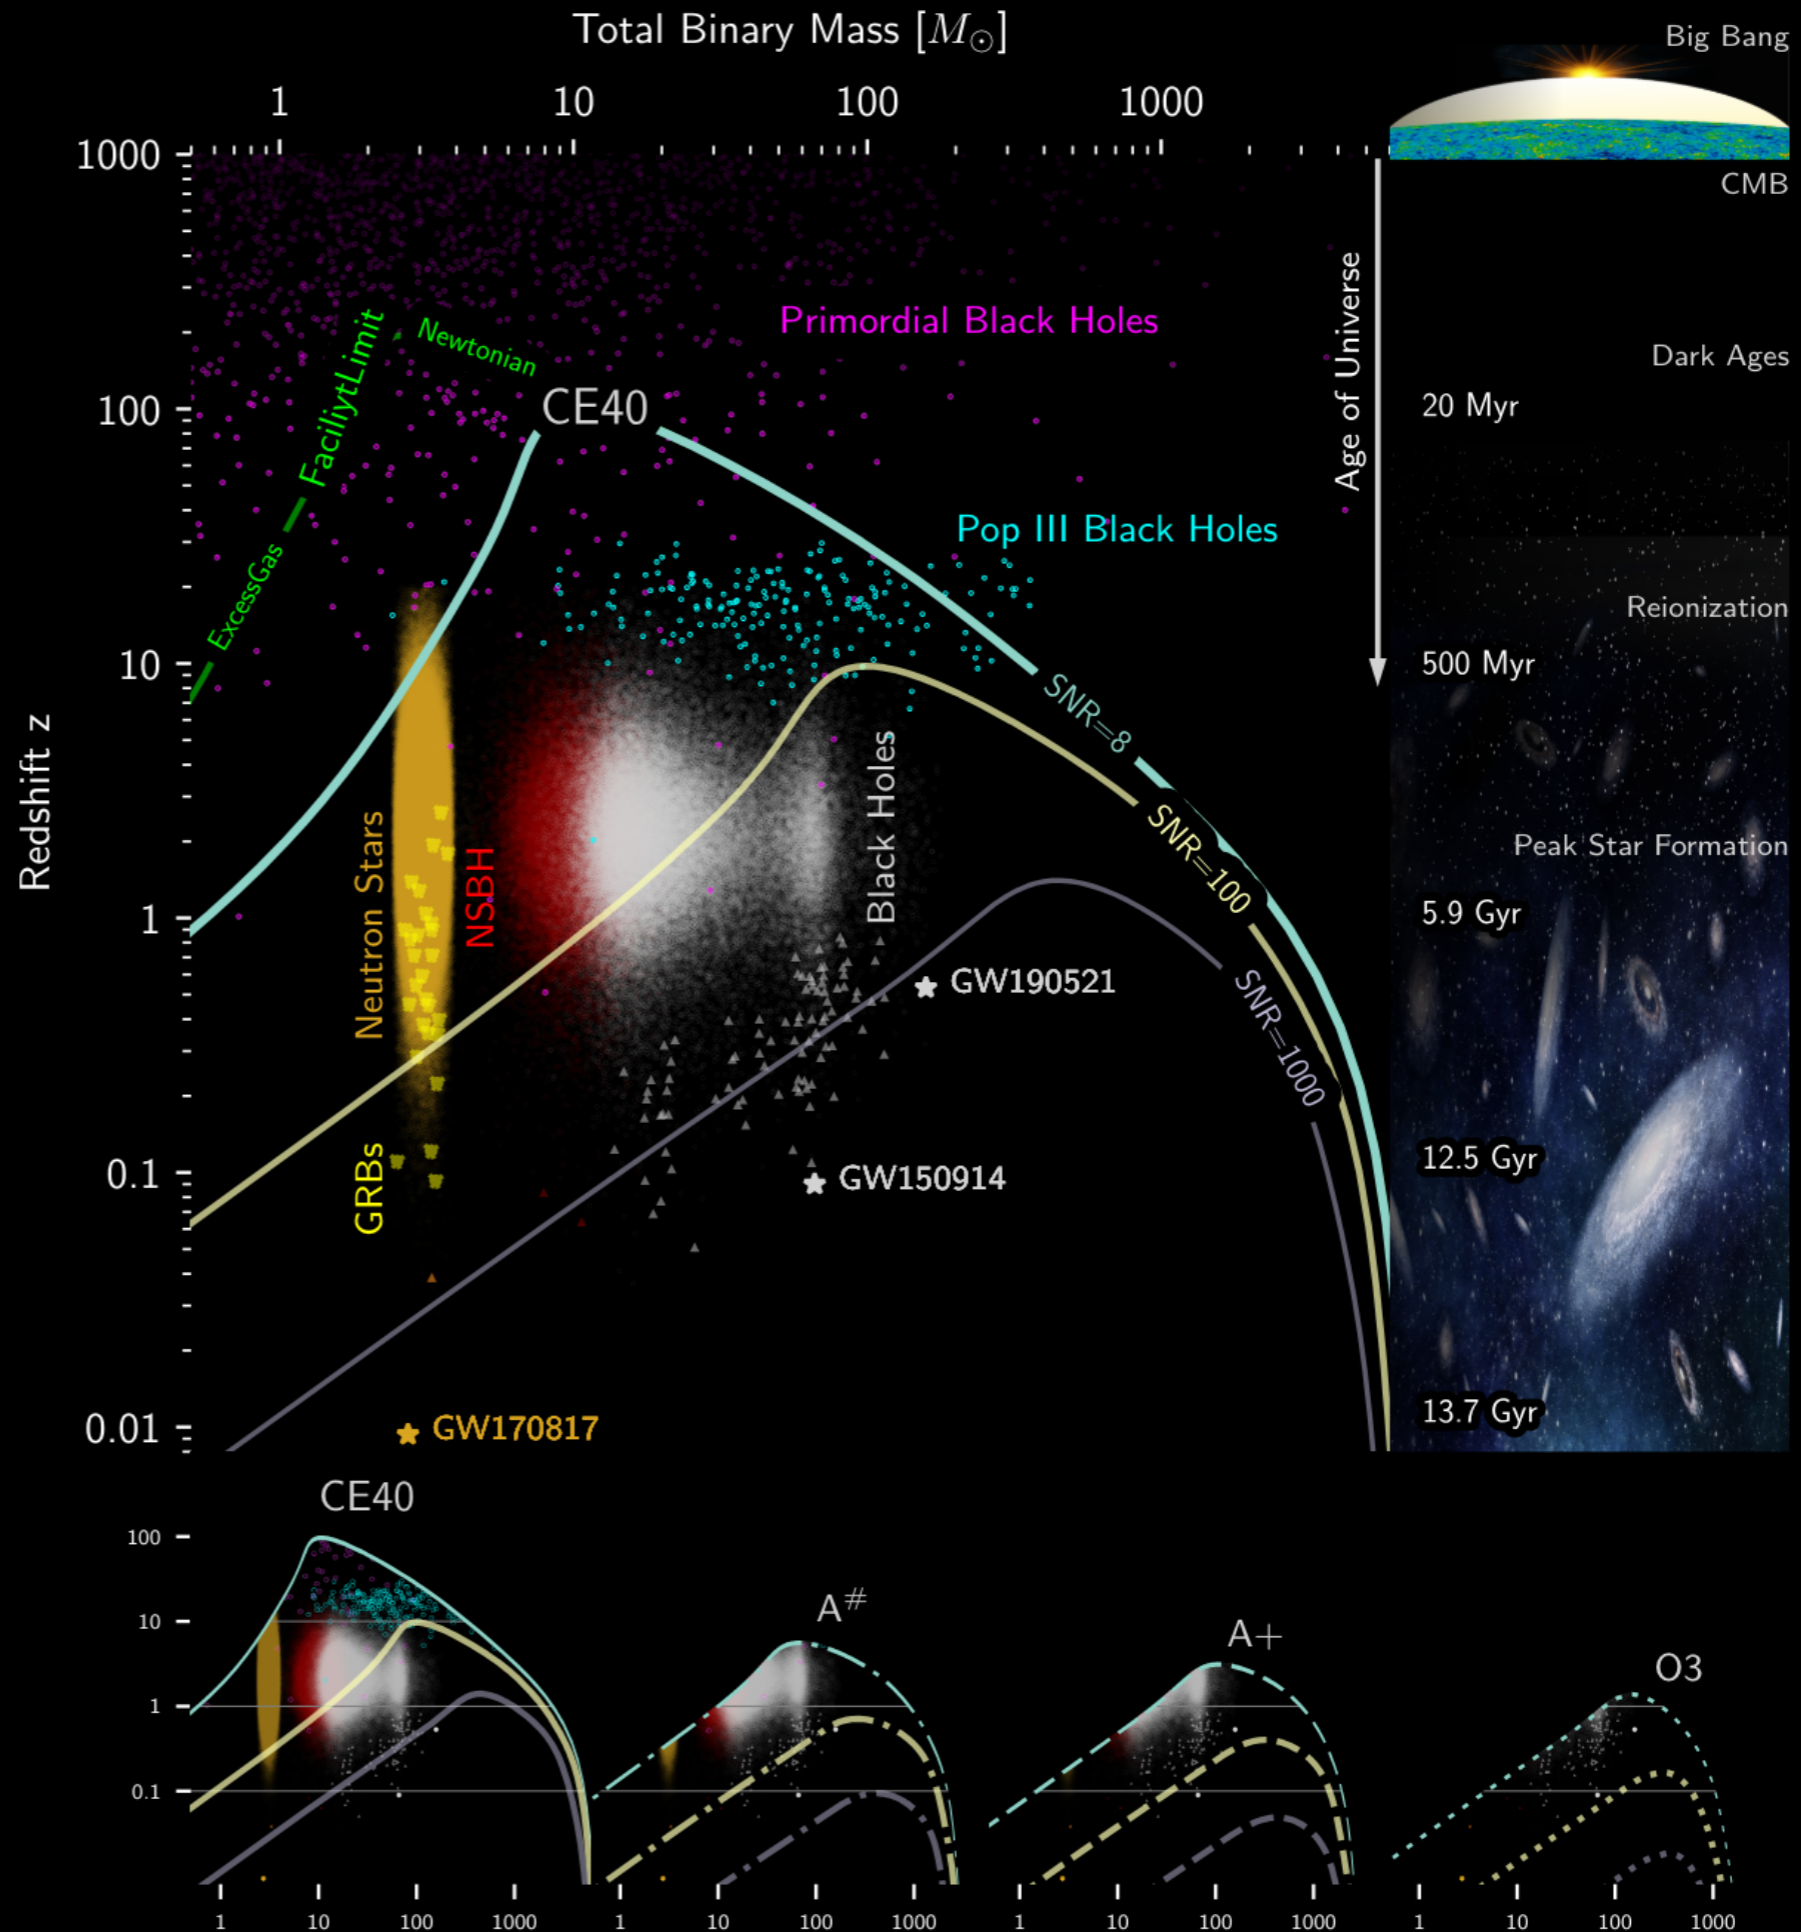 Total Binary Mass [M⊙]
1 10 100 1000
1000
100
10
1
0.1
0.01
Redshift z
ExcessGas
FaciliytLimit
Newtonian
CE40
Primordial Black Holes
Pop III Black Holes
Neutron Stars
NSBH
Black Holes
GRBs
SNR=8
SNR=100
SNR=1000
GW190521
GW150914
GW170817
Age of Universe
Big Bang
CMB
Dark Ages
20 Myr
Reionization
500 Myr
Peak Star Formation
5.9 Gyr
12.5 Gyr
13.7 Gyr
CE40
A#
A+
O3
100
10
1
0.1
1 10 100 1000
1 10 100 1000
1 10 100 1000
1 10 100 1000